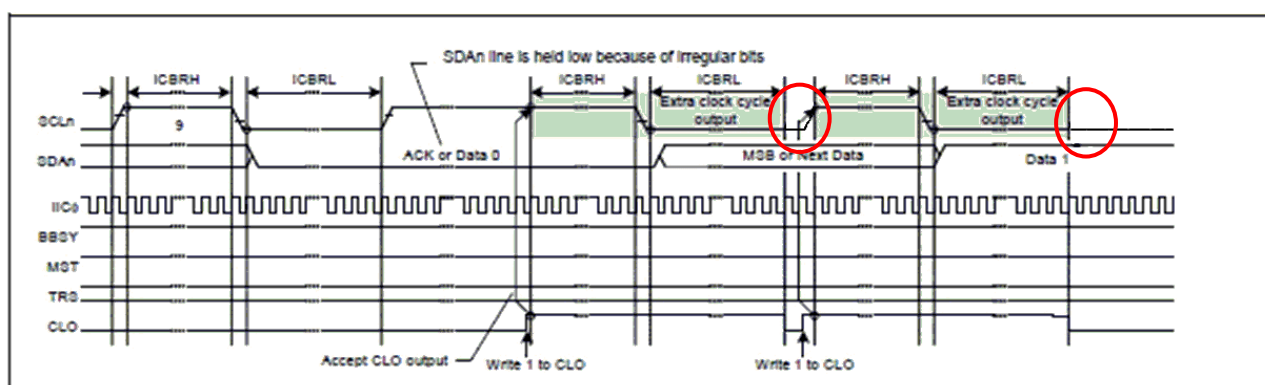 SDAn line is held low because of irregular bits
ICBRH ICBRL ICBRH ICBRL ICBRH ICBRL
Extra clock cycle output Extra clock cycle output
SCLn 9
SDAn ACK or Data 0 MSB or Next Data Data 1
IICφ
BBSY
MST
TRS
CLO
Accept CLO output Write 1 to CLO Write 1 to CLO